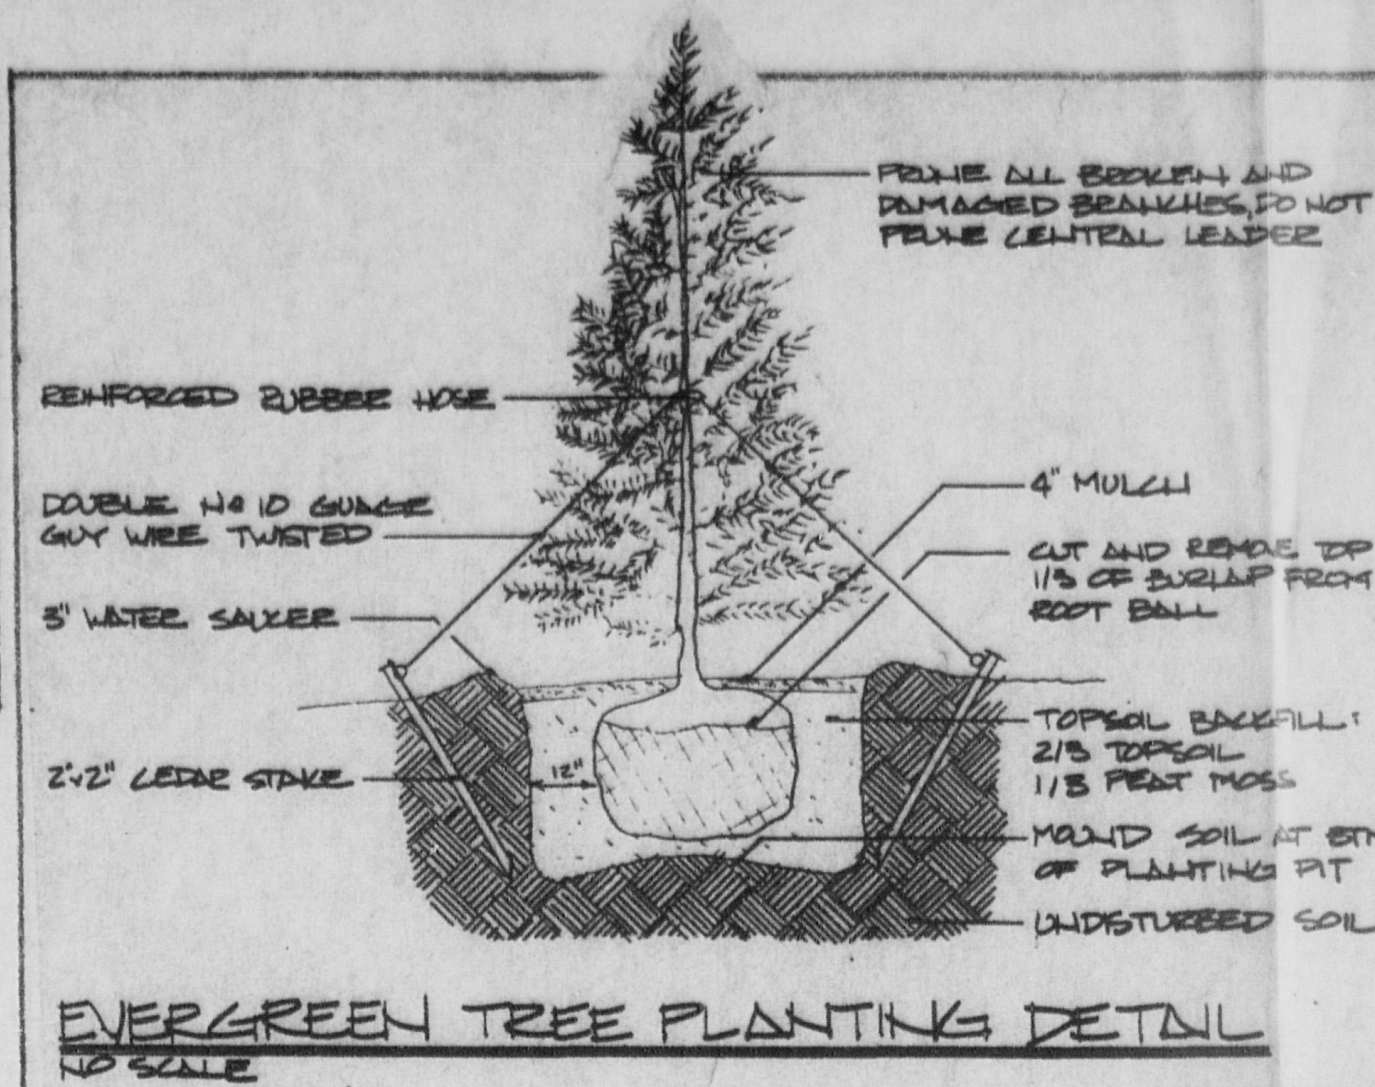 PRUNE ALL BROKEN AND
DAMAGED BRANCHES, DO NOT
PRUNE CENTRAL LEADER
REINFORCED RUBBER HOSE
DOUBLE No 10 GUAGE
GUY WIRE TWISTED
3" WATER SAUCER
2"x2" CEDAR STAKE
4" MULCH
CUT AND REMOVE TOP
1/3 OF BURLAP FROM
ROOT BALL
12"
TOPSOIL BACKFILL:
2/3 TOPSOIL
1/3 PEAT MOSS
MOUND SOIL AT BTM
OF PLANTING PIT
UNDISTURBED SOIL
EVERGREEN TREE PLANTING DETAIL
NO SCALE